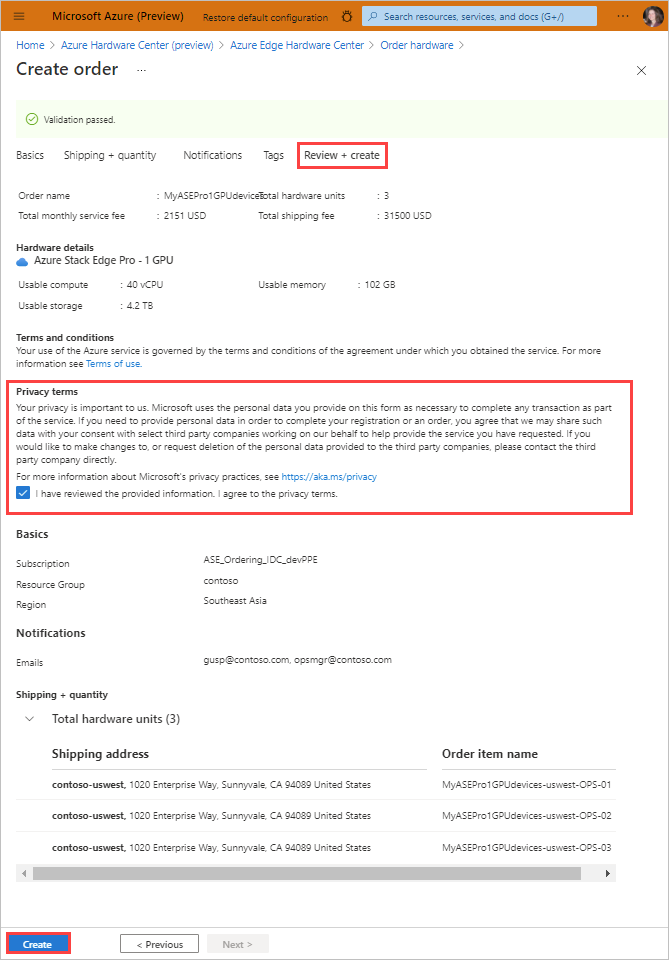 Microsoft Azure (Preview) Restore default configuration Search resources, services, and docs (G+/) ...
Home > Azure Hardware Center (preview) > Azure Edge Hardware Center > Order hardware >
Create order ...
Validation passed.
Basics Shipping + quantity Notifications Tags Review + create
Order name : MyASEPro1GPUdevices Total hardware units : 3
Total monthly service fee : 2151 USD Total shipping fee : 31500 USD
Hardware details
Azure Stack Edge Pro - 1 GPU
Usable compute : 40 vCPU Usable memory : 102 GB
Usable storage : 4.2 TB
Terms and conditions
Your use of the Azure service is governed by the terms and conditions of the agreement under which you obtained the service. For more
information see Terms of use.
Privacy terms
Your privacy is important to us. Microsoft uses the personal data you provide on this form as necessary to complete any transaction as part
of the service. If you need to provide personal data in order to complete your registration or an order, you agree that we may share such
data with your consent with select third party companies working on our behalf to help provide the service you have requested. If you
would like to make changes to, or request deletion of the personal data provided to the third party companies, please contact the third
party company directly.
For more information about Microsoft's privacy practices, see https://aka.ms/privacy
I have reviewed the provided information. I agree to the privacy terms.
Basics
Subscription ASE_Ordering_IDC_devPPE
Resource Group contoso
Region Southeast Asia
Notifications
Emails gusp@contoso.com, opsmgr@contoso.com
Shipping + quantity
Total hardware units (3)
Shipping address Order item name
contoso-uswest, 1020 Enterprise Way, Sunnyvale, CA 94089 United States MyASEPro1GPUdevices-uswest-OPS-01
contoso-uswest, 1020 Enterprise Way, Sunnyvale, CA 94089 United States MyASEPro1GPUdevices-uswest-OPS-02
contoso-uswest, 1020 Enterprise Way, Sunnyvale, CA 94089 United States MyASEPro1GPUdevices-uswest-OPS-03
Create < Previous Next >